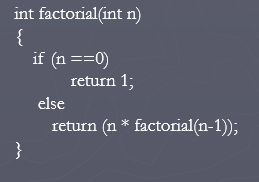 int factorial(int n)
{
if (n ==0)
return 1;
else
return (n * factorial(n-1));
}